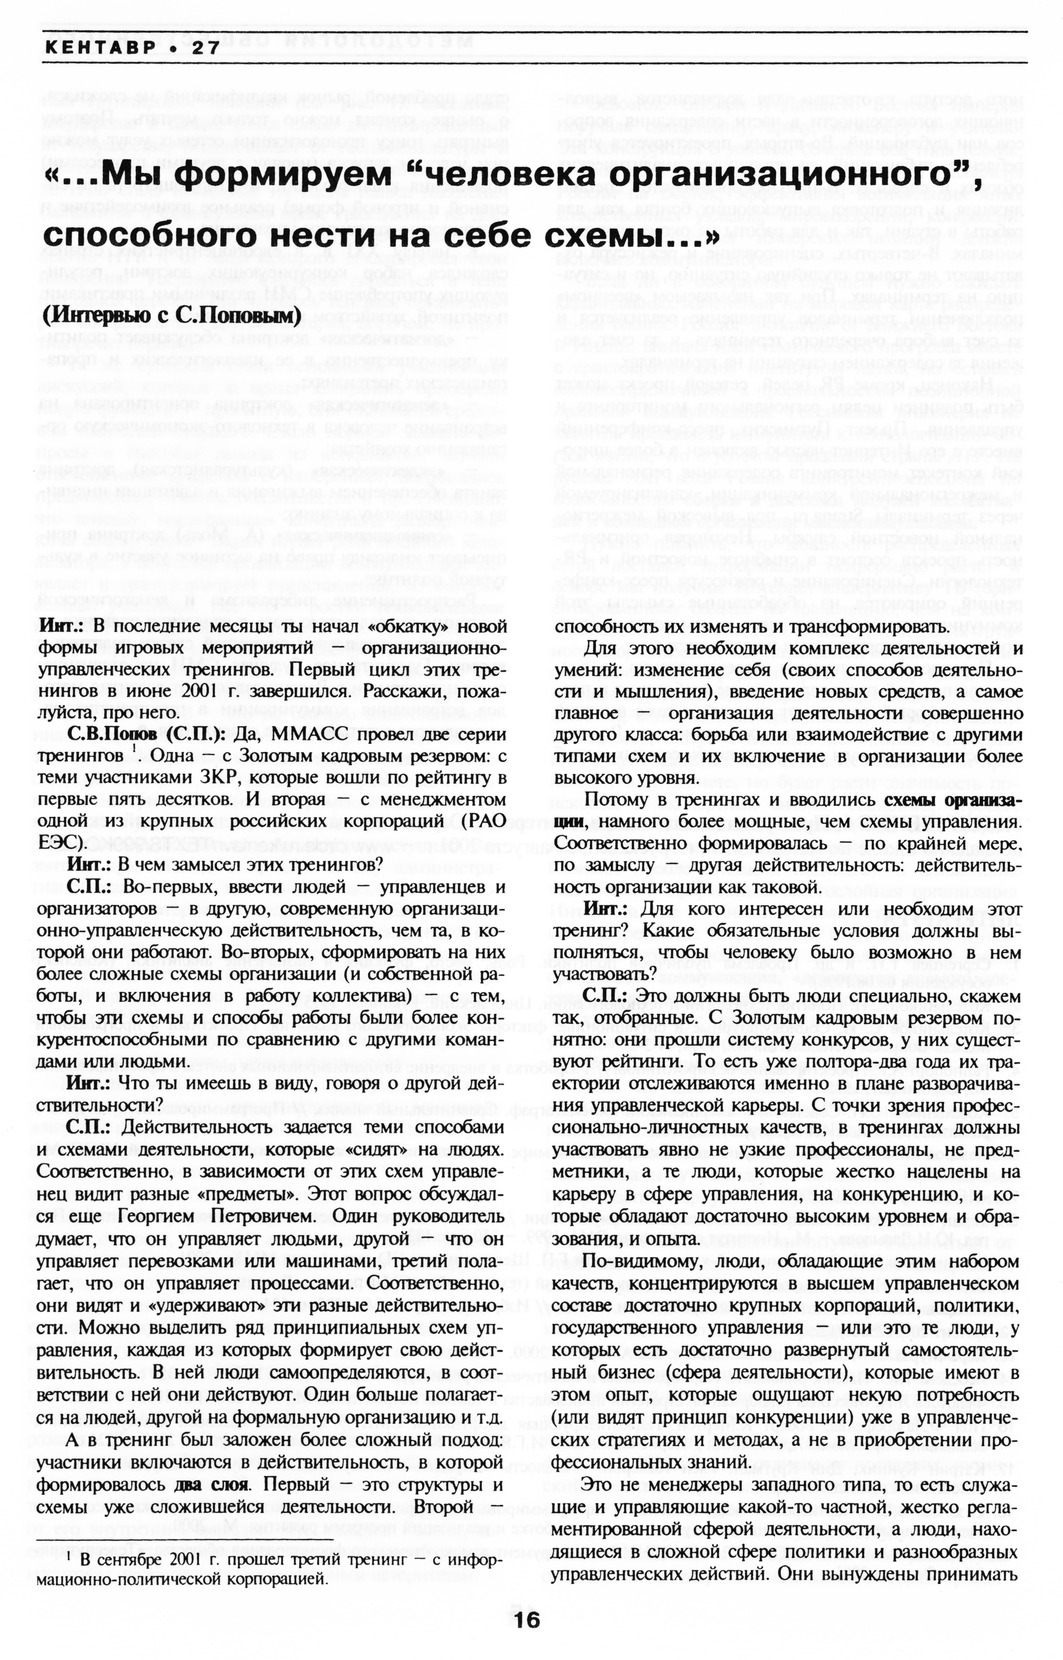 КЕНТАВР • 27
«...Мы формируем “человека организационного”,
способного нести на себе схемы...»
(Интервью с С.Поповым)
Инт.: В последние месяцы ты начал «обкатку» новой
формы игровых мероприятий — организационно-
управленческих тренингов. Первый цикл этих тре-
нингов в июне 2001 г. завершился. Расскажи, пожа-
луйста, про него.
С.В.Попов (С.П.): Да, ММАСС провел две серии
тренингов ¹. Одна — с Золотым кадровым резервом: с
теми участниками ЗКР, которые вошли по рейтингу в
первые пять десятков. И вторая — с менеджментом
одной из крупных российских корпораций (РАО
ЕЭС).
Инт.: В чем замысел этих тренингов?
С.П.: Во-первых, ввести людей — управленцев и
организаторов — в другую, современную организаци-
онно-управленческую действительность, чем та, в ко-
торой они работают. Во-вторых, сформировать на них
более сложные схемы организации (и собственной ра-
боты, и включения в работу коллектива) — с тем,
чтобы эти схемы и способы работы были более кон-
курентоспособными по сравнению с другими коман-
дами или людьми.
Инт.: Что ты имеешь в виду, говоря о другой дей-
ствительности?
С.П.: Действительность задается теми способами
и схемами деятельности, которые «сидят» на людях.
Соответственно, в зависимости от этих схем управле-
нец видит разные «предметы». Этот вопрос обсуждал-
ся еще Георгием Петровичем. Один руководитель
думает, что он управляет людьми, другой — что он
управляет перевозками или машинами, третий пола-
гает, что он управляет процессами. Соответственно,
они видят и «удерживают» эти разные действительно-
сти. Можно выделить ряд принципиальных схем уп-
равления, каждая из которых формирует свою дейст-
вительность. В ней люди самоопределяются, в соот-
ветствии с ней они действуют. Один больше полагает-
ся на людей, другой на формальную организацию и т.д.
А в тренинг был заложен более сложный подход:
участники включаются в действительность, в которой
формировалось два слоя. Первый — это структуры и
схемы уже сложившейся деятельности. Второй —
¹ В сентябре 2001 г. прошел третий тренинг — с инфор-
мационно-политической корпорацией.
способность их изменять и трансформировать.
Для этого необходим комплекс деятельностей и
умений: изменение себя (своих способов деятельно-
сти и мышления), введение новых средств, а самое
главное — организация деятельности совершенно
другого класса: борьба или взаимодействие с другими
типами схем и их включение в организации более
высокого уровня.
Потому в тренингах и вводились схемы организа-
ции, намного более мощные, чем схемы управления.
Соответственно формировалась — по крайней мере,
по замыслу — другая действительность: действитель-
ность организации как таковой.
Инт.: Для кого интересен или необходим этот
тренинг? Какие обязательные условия должны вы-
полняться, чтобы человеку было возможно в нем
участвовать?
С.П.: Это должны быть люди специально, скажем
так, отобранные. С Золотым кадровым резервом по-
нятно: они прошли систему конкурсов, у них сущест-
вуют рейтинги. То есть уже полтора-два года их тра-
ектории отслеживаются именно в плане разворачива-
ния управленческой карьеры. С точки зрения профес-
сионально-личностных качеств, в тренингах должны
участвовать явно не узкие профессионалы, не пред-
метники, а те люди, которые жестко нацелены на
карьеру в сфере управления, на конкуренцию, и ко-
торые обладают достаточно высоким уровнем и обра-
зования, и опыта.
По-видимому, люди, обладающие этим набором
качеств, концентрируются в высшем управленческом
составе достаточно крупных корпораций, политики,
государственного управления — или это те люди, у
которых есть достаточно развернутый самостоятель-
ный бизнес (сфера деятельности), которые имеют в
этом опыт, которые ощущают некую потребность
(или видят принцип конкуренции) уже в управленче-
ских стратегиях и методах, а не в приобретении про-
фессиональных знаний.
Это не менеджеры западного типа, то есть служа-
щие и управляющие какой-то частной, жестко регла-
ментированной сферой деятельности, а люди, нахо-
дящиеся в сложной сфере политики и разнообразных
управленческих действий. Они вынуждены принимать
16